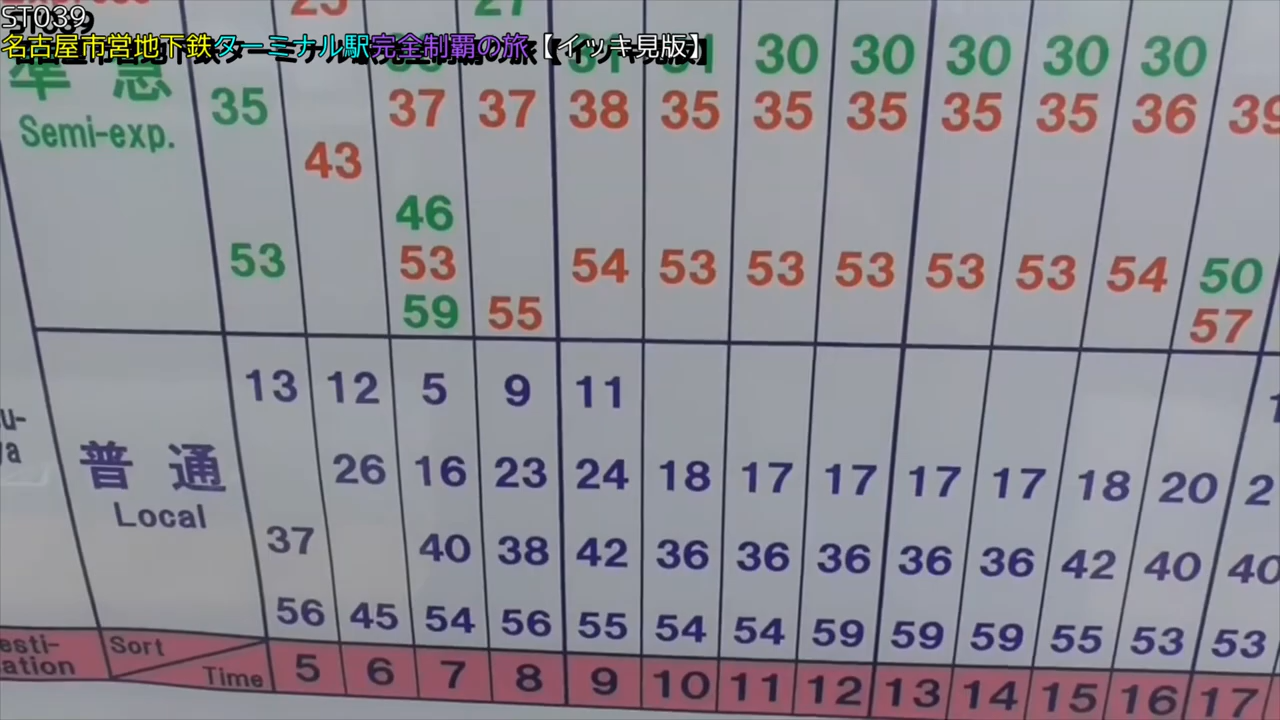 ST039
名古屋市営地下鉄ターミナル駅完全制覇の旅【イッキ見版】
30 30 30 30 30
準急 35 37 37 38 35 35 35 35 35 36 39
Semi-exp.
43
46
53 53 54 53 53 53 53 53 54 50
59 55 57
13 12 5 9 11
普通 26 16 23 24 18 17 17 17 17 18 20
Local
37 40 38 42 36 36 36 36 36 42 40 40
56 45 54 56 55 54 54 59 59 59 55 53 53
Sort
Time 5 6 7 8 9 10 11 12 13 14 15 16 17